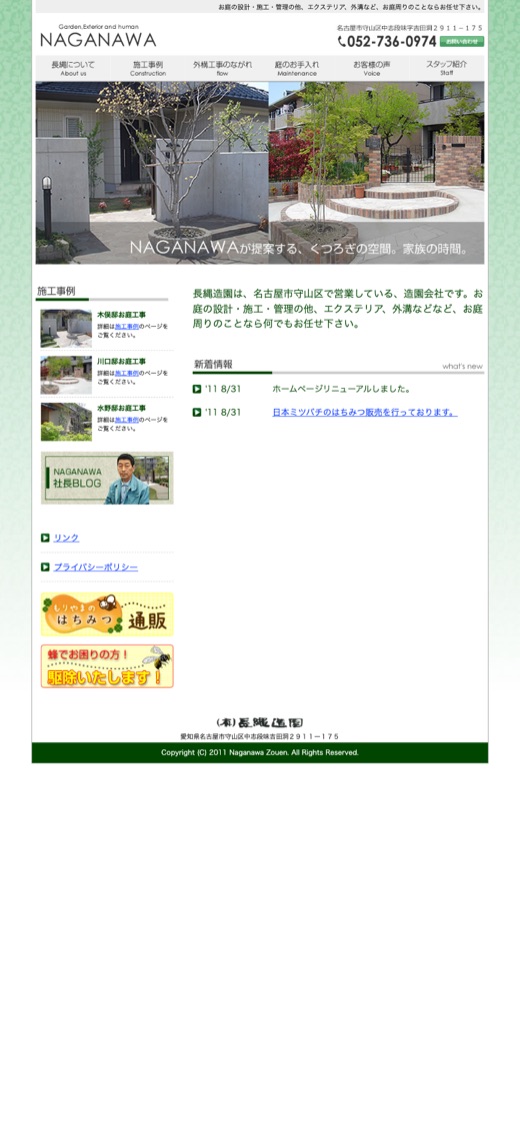 お庭の設計・施工・管理の他、エクステリア、外溝など、お庭周りのことならお任せ下さい。
Garden,Exterior and human
NAGANAWA
名古屋市守山区中志段味字吉田洞２９１１－１７５
052-736-0974 お問い合わせ
長縄について 施工事例 外構工事のながれ 庭のお手入れ お客様の声 スタッフ紹介
About us Construction flow Maintenance Voice Staff
NAGANAWAが提案する、くつろぎの空間。家族の時間。
施工事例
木俣邸お庭工事
詳細は施工事例のページを
ご覧ください。
川口邸お庭工事
詳細は施工事例のページを
ご覧ください。
水野邸お庭工事
詳細は施工事例のページを
ご覧ください。
NAGANAWA
社長BLOG
リンク
プライバシーポリシー
もりやまの
はちみつ 通販
蜂でお困りの方！
駆除いたします！
長縄造園は、名古屋市守山区で営業している、造園会社です。お
庭の設計・施工・管理の他、エクステリア、外溝などなど、お庭
周りのことなら何でもお任せ下さい。
新着情報 what's new
'11 8/31 ホームページリニューアルしました。
'11 8/31 日本ミツバチのはちみつ販売を行っております。
(有)長縄造園
愛知県名古屋市守山区中志段味吉田洞２９１１－１７５
Copyright (C) 2011 Naganawa Zouen. All Rights Reserved.